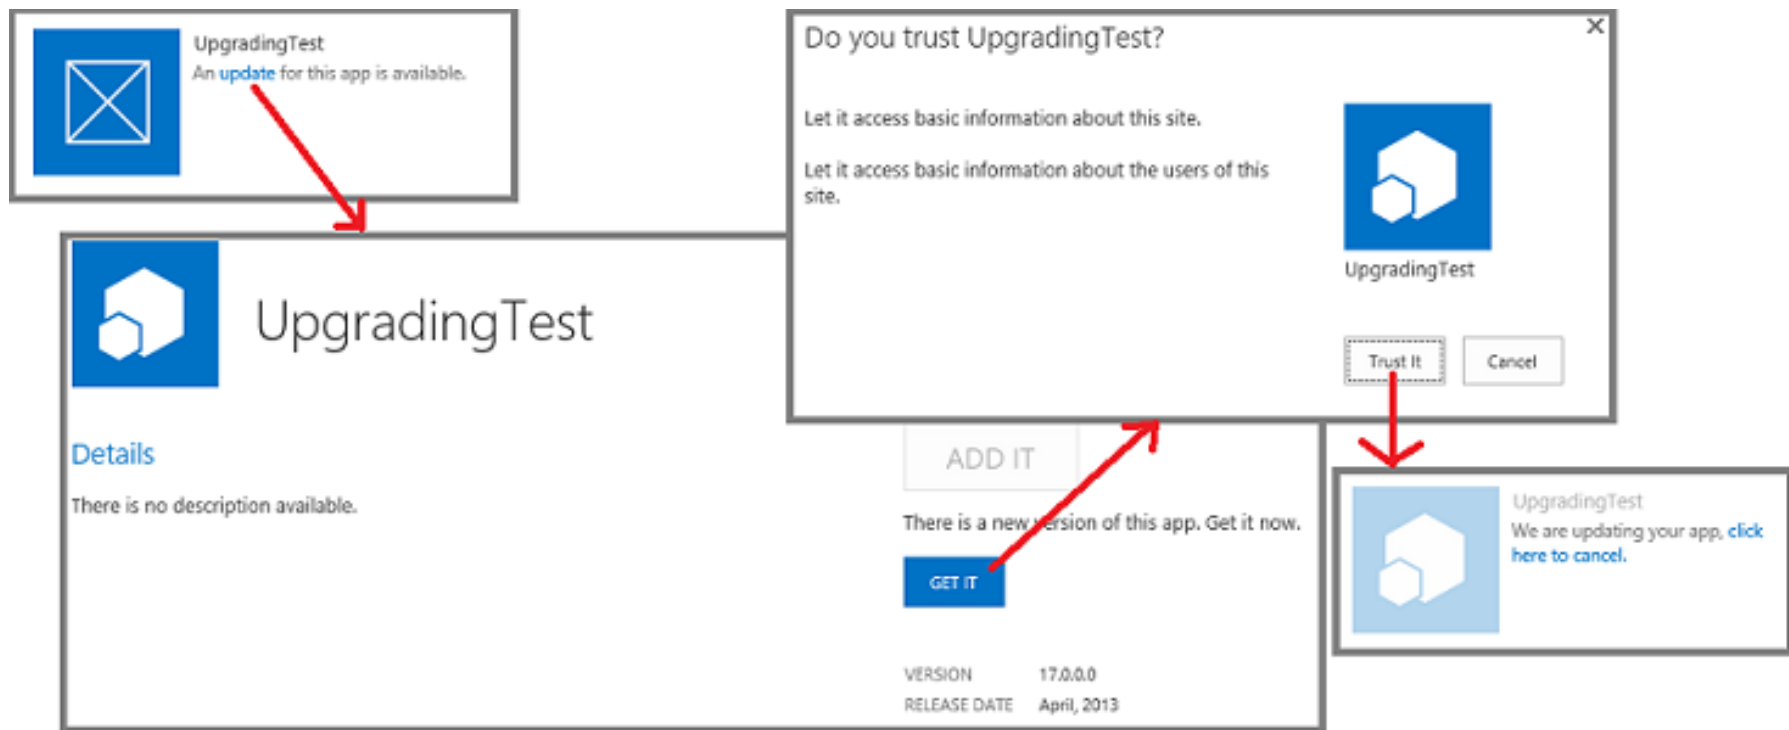 UpgradingTest
An update for this app is available.
UpgradingTest
Details
There is no description available.
ADD IT
There is a new version of this app. Get it now.
GET IT
VERSION 17.0.0.0
RELEASE DATE April, 2013
Do you trust UpgradingTest?
Let it access basic information about this site.
Let it access basic information about the users of this
site.
UpgradingTest
Trust It
Cancel
UpgradingTest
We are updating your app, click
here to cancel.